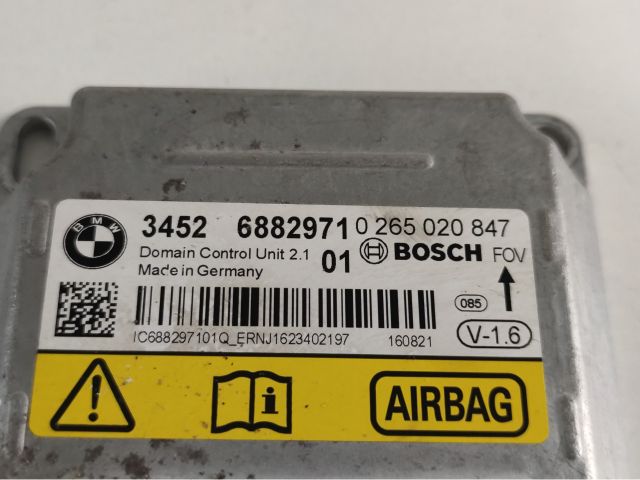 BMW
3452 6882971 0 265 020 847
Domain Control Unit 2.1 01 BOSCH FOV
Made in Germany
085
V-1.6
IC688297101Q_ERNJ1623402197 160821
i
AIRBAG